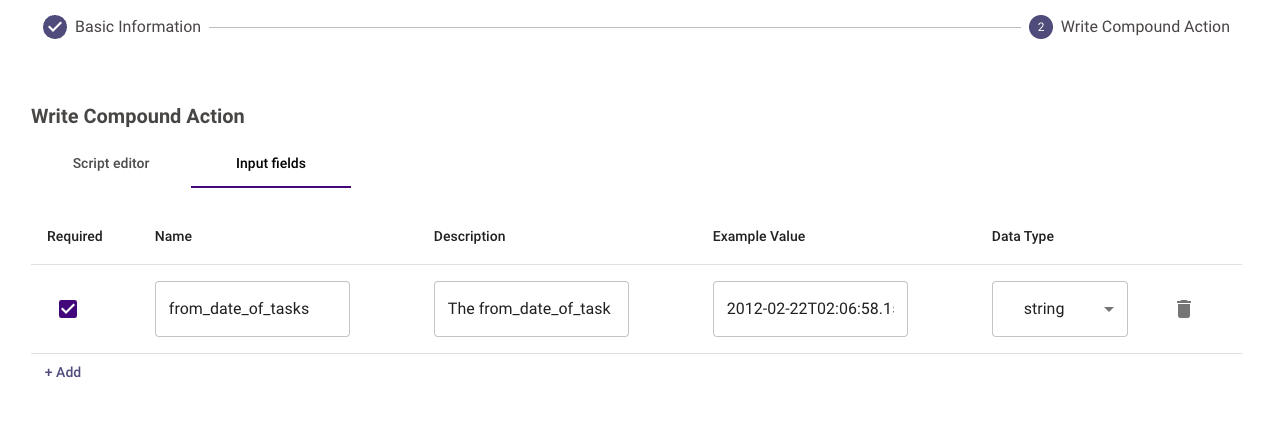 Basic Information
2 Write Compound Action
Write Compound Action
Script editor Input fields
Required Name Description Example Value Data Type
from_date_of_tasks The from_date_of_task 2012-02-22T02:06:58.1 string
+ Add